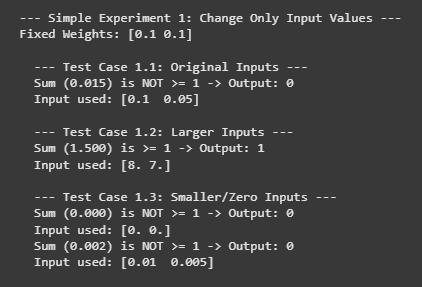 --- Simple Experiment 1: Change Only Input Values ---
Fixed Weights: [0.1 0.1]
--- Test Case 1.1: Original Inputs ---
Sum (0.015) is NOT >= 1 -> Output: 0
Input used: [0.1  0.05]
--- Test Case 1.2: Larger Inputs ---
Sum (1.500) is >= 1 -> Output: 1
Input used: [8. 7.]
--- Test Case 1.3: Smaller/Zero Inputs ---
Sum (0.000) is NOT >= 1 -> Output: 0
Input used: [0. 0.]
Sum (0.002) is NOT >= 1 -> Output: 0
Input used: [0.01  0.005]